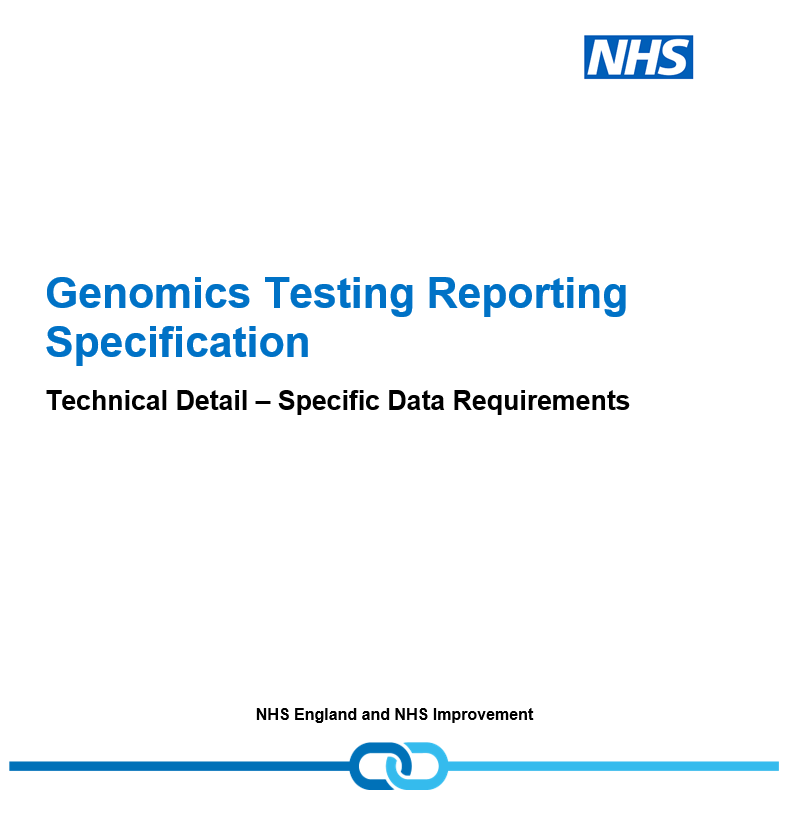 NHS
Genomics Testing Reporting
Specification
Technical Detail – Specific Data Requirements
NHS England and NHS Improvement